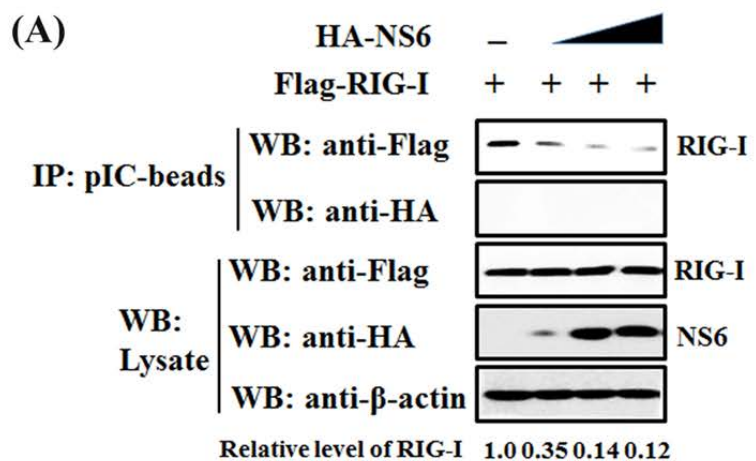 (A)
HA-NS6 –
Flag-RIG-I + + + +
IP: pIC-beads
WB: anti-Flag RIG-I
WB: anti-HA
WB: Lysate
WB: anti-Flag RIG-I
WB: anti-HA NS6
WB: anti-β-actin
Relative level of RIG-I 1.0 0.35 0.14 0.12